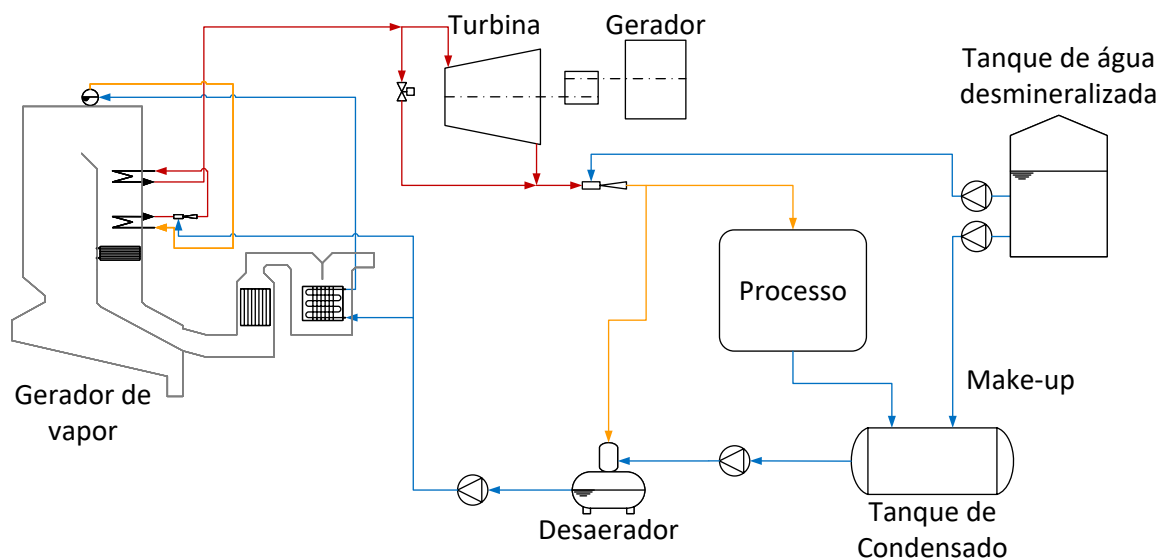 Turbina
Gerador
Tanque de água
desmineralizada
Processo
Make-up
Gerador de
vapor
Desaerador
Tanque de
Condensado